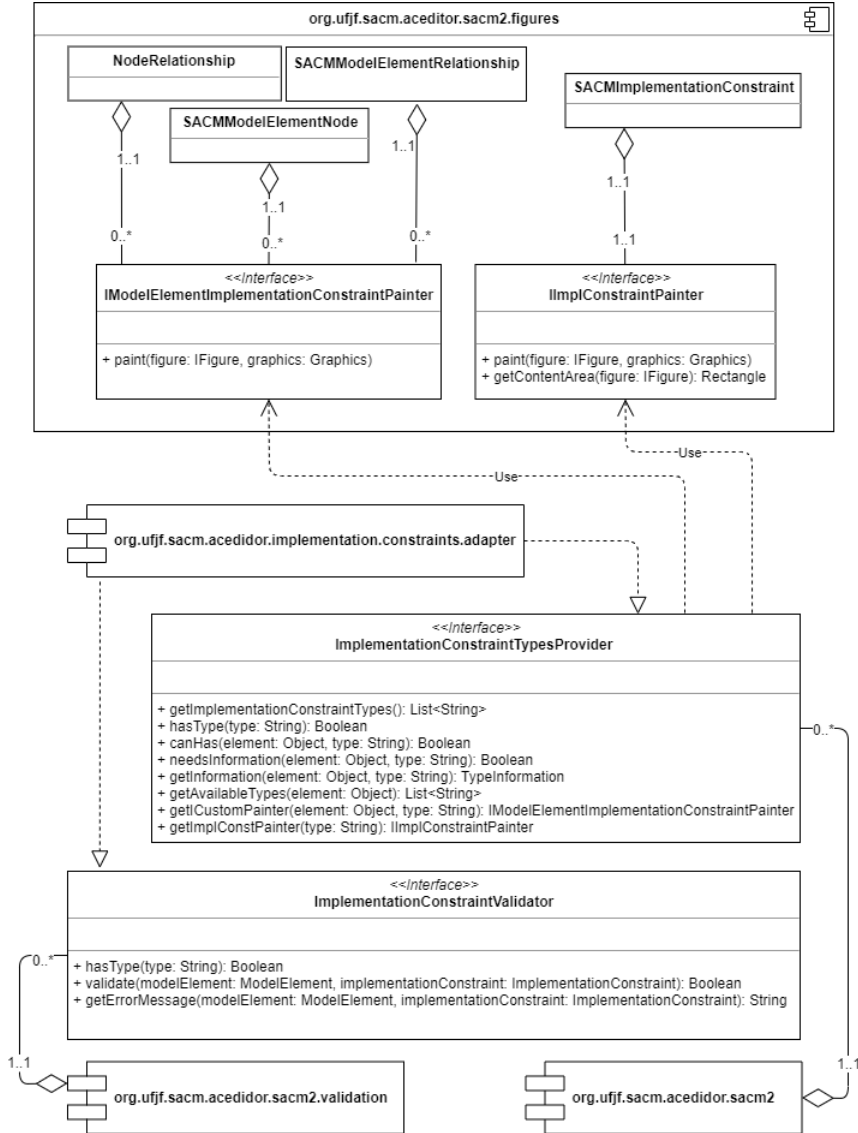 org.ufjf.sacm.aceditor.sacm2.figures
NodeRelationship
SACMModelElementRelationship
SACMModelElementNode
SACMImplementationConstraint
1..1
1..1
1..1
1..1
0..*
0..*
0..*
1..1
<<Interface>>
IModelElementImplementationConstraintPainter
+ paint(figure: IFigure, graphics: Graphics)
<<Interface>>
IImplConstraintPainter
+ paint(figure: IFigure, graphics: Graphics)
+ getContentArea(figure: IFigure): Rectangle
Use
Use
org.ufjf.sacm.acedidor.implementation.constraints.adapter
<<Interface>>
ImplementationConstraintTypesProvider
+ getImplementationConstraintTypes(): List<String>
+ hasType(type: String): Boolean
+ canHas(element: Object, type: String): Boolean
+ needsInformation(element: Object, type: String): Boolean
+ getInformation(element: Object, type: String): TypeInformation
+ getAvailableTypes(element: Object): List<String>
+ getICustomPainter(element: Object, type: String): IModelElementImplementationConstraintPainter
+ getImplConstPainter(type: String): IImplConstraintPainter
0..*
<<Interface>>
ImplementationConstraintValidator
+ hasType(type: String): Boolean
+ validate(modelElement: ModelElement, implementationConstraint: ImplementationConstraint): Boolean
+ getErrorMessage(modelElement: ModelElement, implementationConstraint: ImplementationConstraint): String
0..*
1..1
1..1
org.ufjf.sacm.acedidor.sacm2.validation
org.ufjf.sacm.acedidor.sacm2